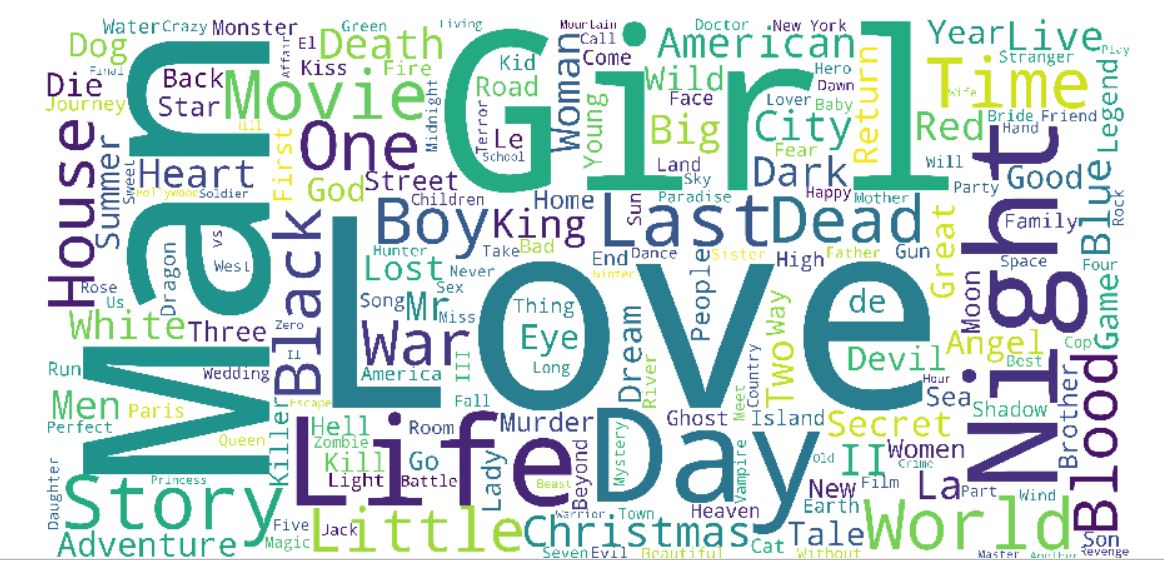 Water
Crazy
Monster
Green
Living
Mountain
Doctor
New York
Year
Live
Play
Dog
Final
Affair
El
Death
Call
Come
American
Stranger
Die
Back
Kiss
Fire
Kid
Girl
Woman
Wild
Hero
Return
Time
Wife
Legend
Journey
Star
Movie
Midnight
Road
Face
Dawn
Lover
Baby
Man
Till
One
Terror
Le
School
Young
Big
City
Red
Bride
Friend
Hand
House
Summer
Sweet
Heart
First
Land
Fear
Hollywood
Soldier
God
Street
Sky
Dark
Will
Night
Good
Blue
Rock
Children
Home
Sun
Paradise
Happy
Mother
Party
Dragon
vs
West
Black
Boy
King
Last
Dead
Great
Family
Hunter
Take
Bad
End
Dance
Sister
High
Father
Gun
Moon
Space
Four
Rose
Us
Lost
Never
Love
Winter
Song
Sex
Mr
Miss
Thing
People
Way
de
Game
White
Three
Zero
II
War
Eye
Dream
Two
Devil
Angel
Cop
Best
Run
Wedding
America
III
Long
River
Meet
Country
Hour
Sea
Men
Paris
Perfect
Killer
Escape
Fall
Ghost
Island
Shadow
Brother
Blood
Queen
Hell
Zombie
Room
Life
Murder
Day
Secret
Women
Daughter
Princess
Kill
Go
Light
Battle
Lady
Beast
Beyond
Mystery
Vampire
Old
II
Crime
Story
New
Film
La
Part
Wind
Five
Magic
Jack
Little
Warrior
Town
Heaven
Earth
World
Adventure
Christmas
Tale
Son
Seven
Evil
Beautiful
Cat
Without
Master
Another
Revenge